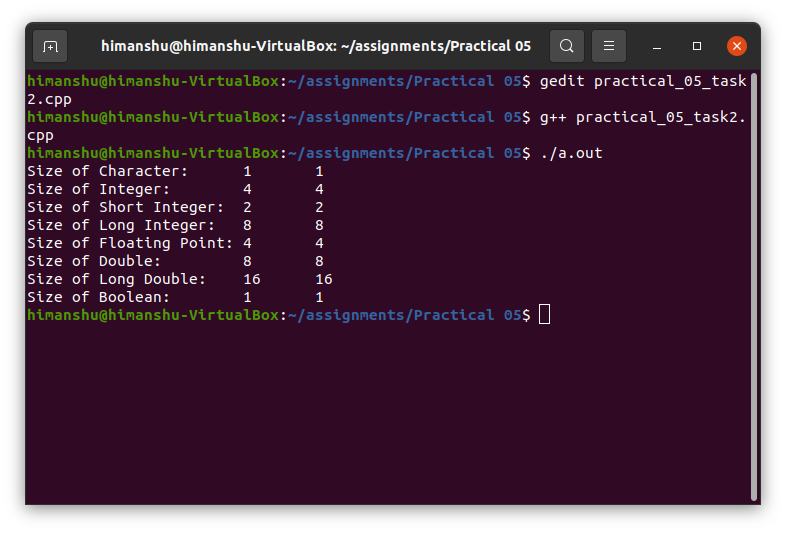 himanshu@himanshu-VirtualBox: ~/assignments/Practical 05
himanshu@himanshu-VirtualBox:~/assignments/Practical 05$ gedit practical_05_task
2.cpp
himanshu@himanshu-VirtualBox:~/assignments/Practical 05$ g++ practical_05_task2.
cpp
himanshu@himanshu-VirtualBox:~/assignments/Practical 05$ ./a.out
Size of Character:      1       1
Size of Integer:        4       4
Size of Short Integer:  2       2
Size of Long Integer:   8       8
Size of Floating Point: 4       4
Size of Double:         8       8
Size of Long Double:    16      16
Size of Boolean:        1       1
himanshu@himanshu-VirtualBox:~/assignments/Practical 05$